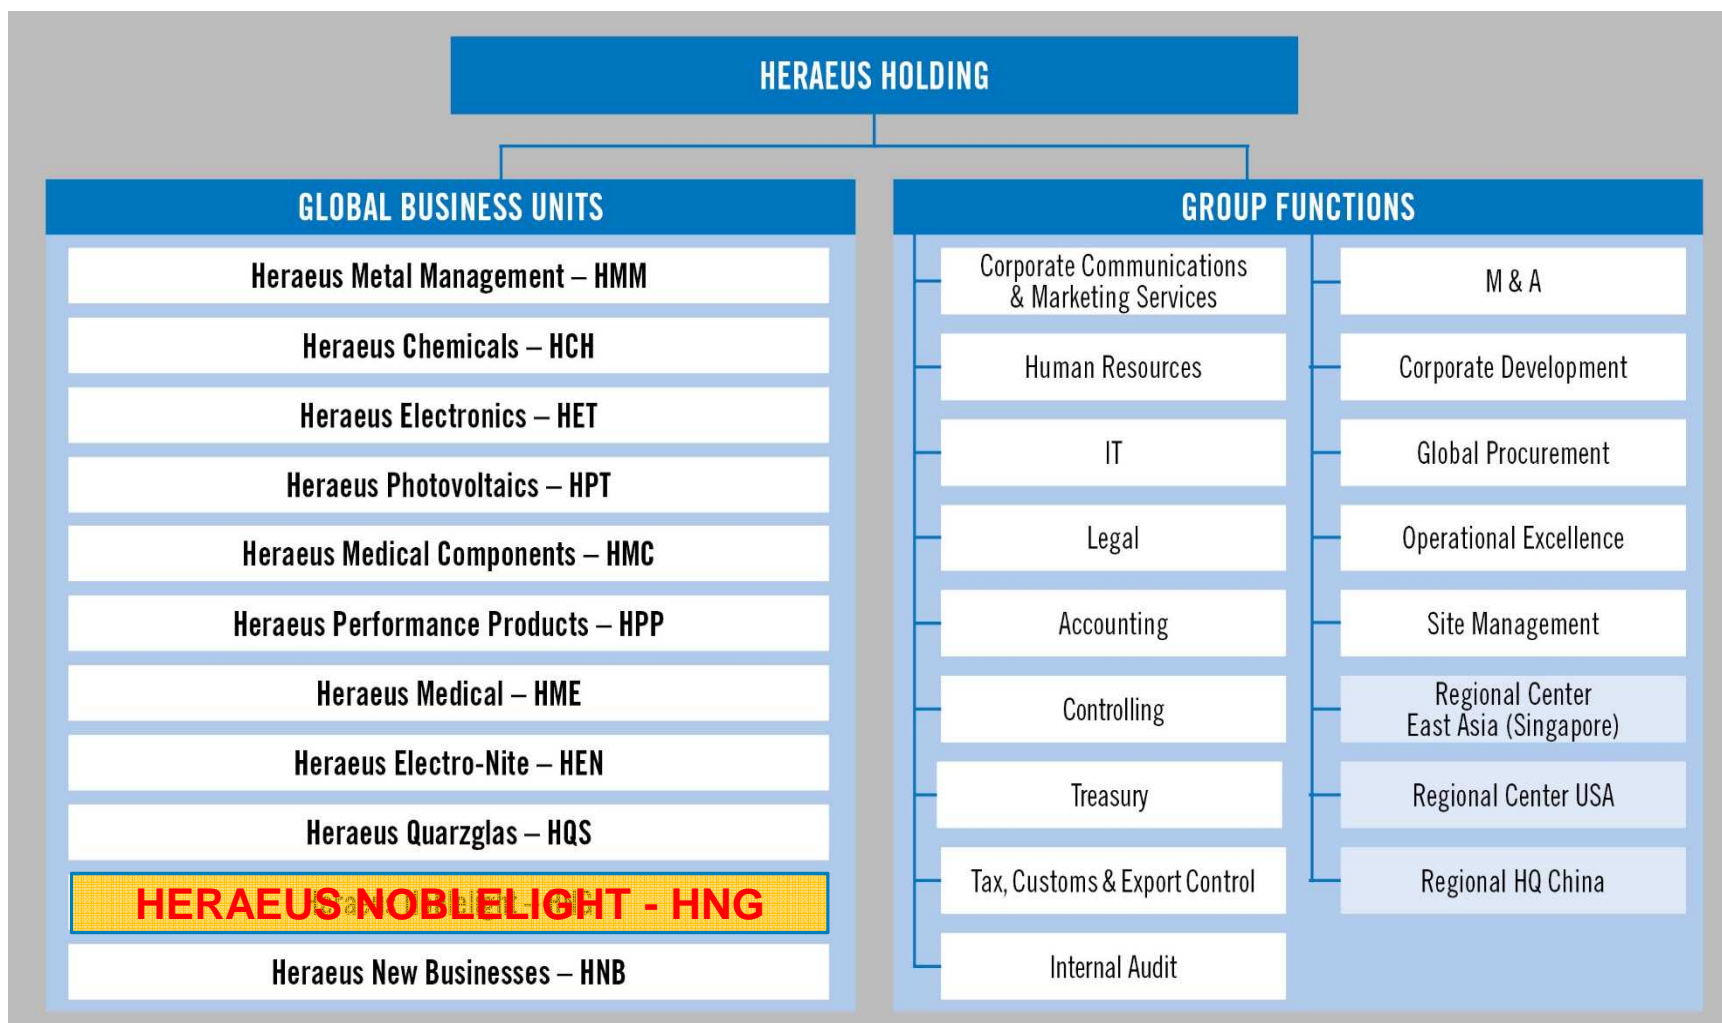 HERAEUS HOLDING
GLOBAL BUSINESS UNITS
Heraeus Metal Management – HMM
Heraeus Chemicals – HCH
Heraeus Electronics – HET
Heraeus Photovoltaics – HPT
Heraeus Medical Components – HMC
Heraeus Performance Products – HPP
Heraeus Medical – HME
Heraeus Electro-Nite – HEN
Heraeus Quarzglas – HQS
HERAEUS NOBLELIGHT - HNG
Heraeus New Businesses – HNB
GROUP FUNCTIONS
Corporate Communications
& Marketing Services
Human Resources
IT
Legal
Accounting
Controlling
Treasury
Tax, Customs & Export Control
Internal Audit
M & A
Corporate Development
Global Procurement
Operational Excellence
Site Management
Regional Center
East Asia (Singapore)
Regional Center USA
Regional HQ China